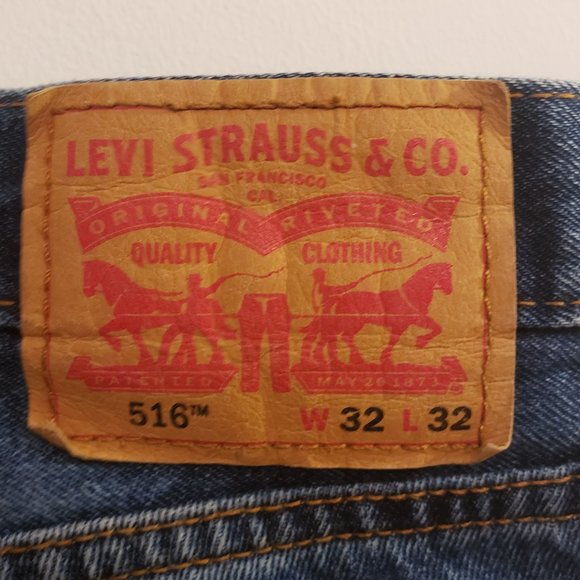 LEVI STRAUSS & CO.
SAN FRANCISCO
CAL
ORIGINAL RIVETED
QUALITY CLOTHING
PATENTED MAY 20 1873
516™ W 32 L 32